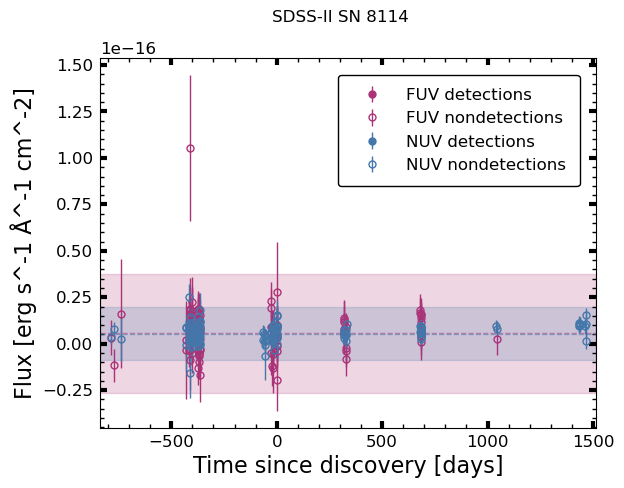 SDSS-II SN 8114
1e−16
1.50
1.25
1.00
0.75
0.50
0.25
0.00
−0.25
Flux [erg s^-1 Å^-1 cm^-2]
FUV detections
FUV nondetections
NUV detections
NUV nondetections
−500 0 500 1000 1500
Time since discovery [days]